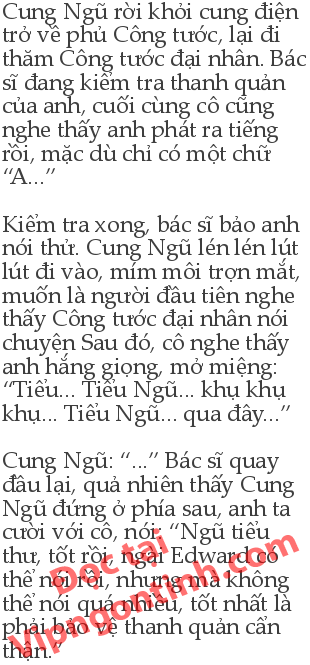 Cung Ngũ rời khỏi cung điện
trở về phủ Công tước, lại đi
thăm Công tước đại nhân. Bác
sĩ đang kiểm tra thanh quản
của anh, cuối cùng cô cũng
nghe thấy anh phát ra tiếng
rồi, mặc dù chỉ có một chữ
“A...”
Kiểm tra xong, bác sĩ bảo anh
nói thử. Cung Ngũ lén lén lút
lút đi vào, mím môi trợn mắt,
muốn là người đầu tiên nghe
thấy Công tước đại nhân nói
chuyện Sau đó, cô nghe thấy
anh hắng giọng, mở miệng:
“Tiểu... Tiểu Ngũ... khụ khụ
khụ... Tiểu Ngũ... qua đây...”
Cung Ngũ: “...” Bác sĩ quay
đầu lại, quả nhiên thấy Cung
Ngũ đứng ở phía sau, anh ta
cười với cô, nói: “Ngũ tiểu
thư, tốt rồi, ngài Edward có
thể nói rồi, nhưng mà không
thể nói quá nhiều, tốt nhất là
phải bảo vệ thanh quản cẩn
thận.”
Đọc tại
Vipngontinh.com